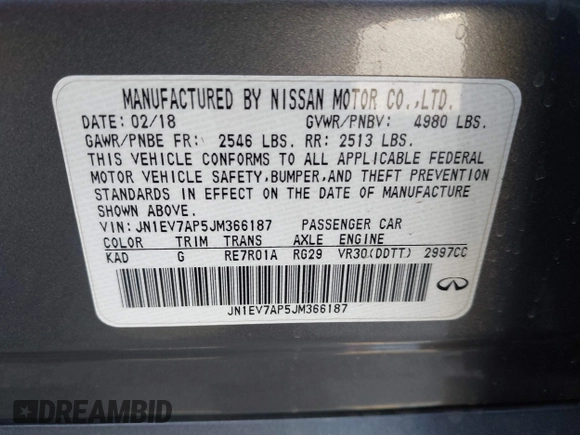 MANUFACTURED BY NISSAN MOTOR CO.,LTD.
DATE: 02/18 GVWR/PNBV: 4980 LBS.
GAWR/PNBE FR: 2546 LBS. RR: 2513 LBS.
THIS VEHICLE CONFORMS TO ALL APPLICABLE FEDERAL
MOTOR VEHICLE SAFETY,BUMPER,AND THEFT PREVENTION
STANDARDS IN EFFECT ON THE DATE OF MANUFACTURE
SHOWN ABOVE.
VIN: JN1EV7AP5JM366187 PASSENGER CAR
COLOR TRIM TRANS AXLE ENGINE
KAD G RE7R01A RG29 VR30(DDTT) 2997CC
JN1EV7AP5JM366187
DREAMBID